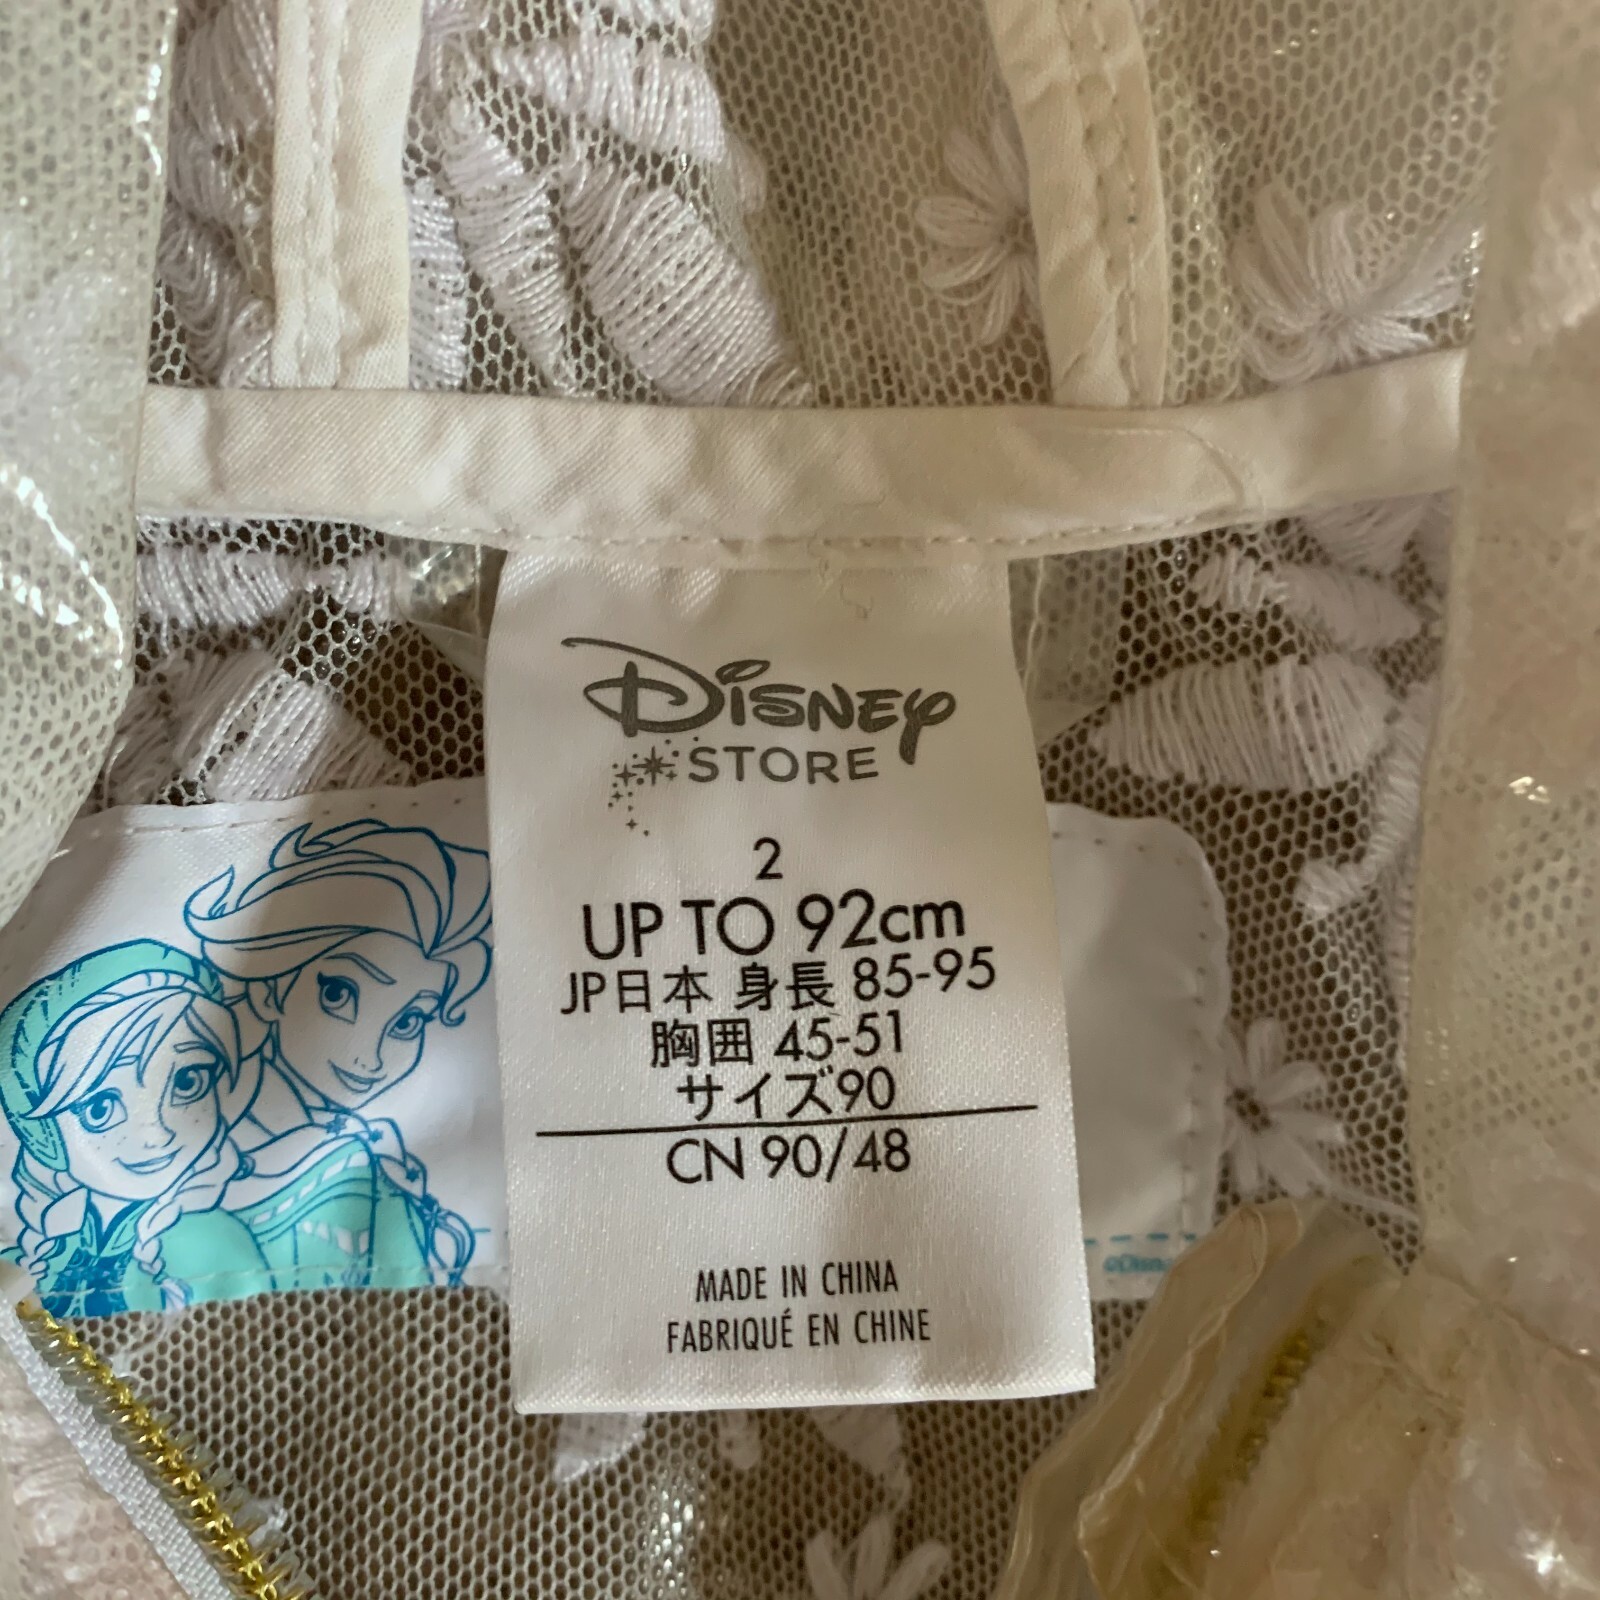 Disney
STORE
2
UP TO 92cm
JP日本 身長 85-95
胸囲 45-51
サイズ90
CN 90/48
MADE IN CHINA
FABRIQUÉ EN CHINE